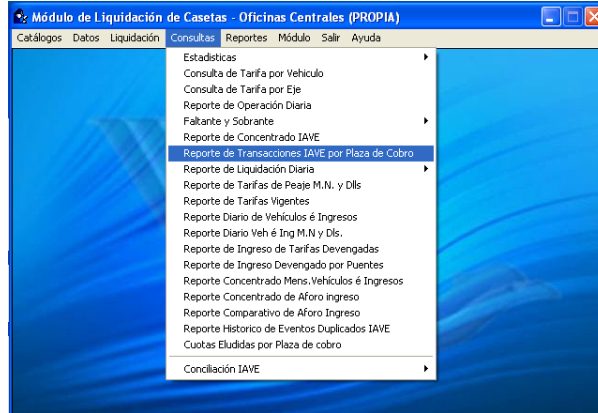 Módulo de Liquidación de Casetas - Oficinas Centrales (PROPIA)
Catálogos Datos Liquidación Consultas Reportes Módulo Salir Ayuda
Estadisticas
Consulta de Tarifa por Vehiculo
Consulta de Tarifa por Eje
Reporte de Operación Diaria
Faltante y Sobrante
Reporte de Concentrado IAVE
Reporte de Transacciones IAVE por Plaza de Cobro
Reporte de Liquidación Diaria
Reporte de Tarifas de Peaje M.N. y Dlls
Reporte de Tarifas Vigentes
Reporte Diario de Vehículos é Ingresos
Reporte Diario Veh é Ing M.N y Dls.
Reporte de Ingreso de Tarifas Devengadas
Reporte de Ingreso Devengado por Puentes
Reporte Concentrado Mens.Vehículos é Ingresos
Reporte Concentrado de Aforo ingreso
Reporte Comparativo de Aforo Ingreso
Reporte Historico de Eventos Duplicados IAVE
Cuotas Eludidas por Plaza de cobro
Conciliación IAVE